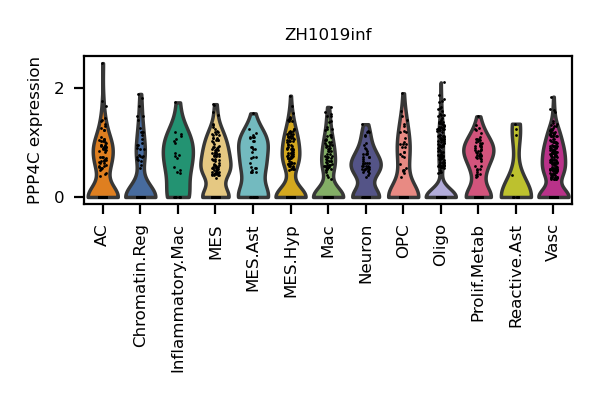 ZH1019inf
PPP4C expression
2
0
AC
Chromatin.Reg
Inflammatory.Mac
MES
MES.Ast
MES.Hyp
Mac
Neuron
OPC
Oligo
Prolif.Metab
Reactive.Ast
Vasc